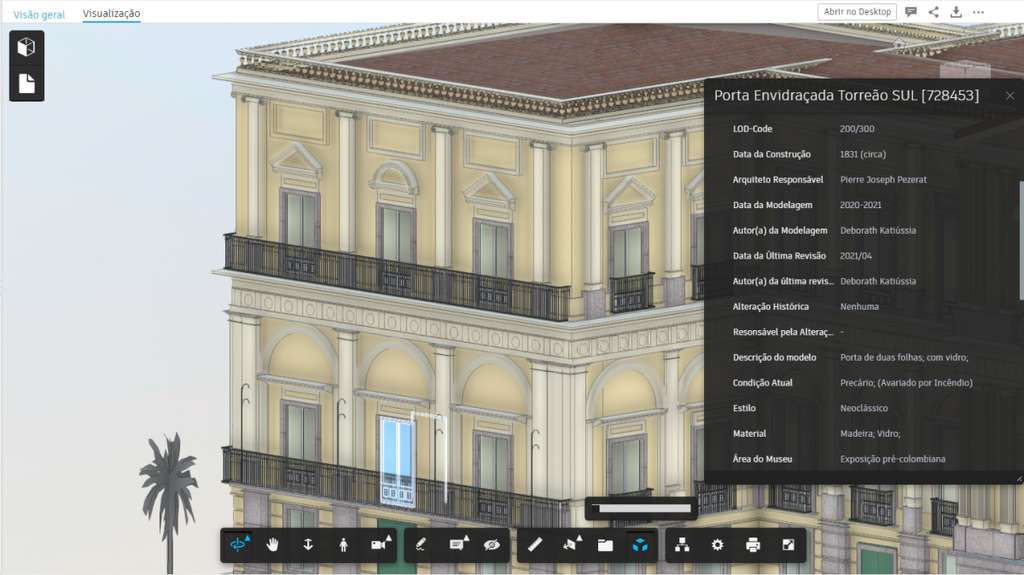 Visão geral
Visualização
Abrir no Desktop
Porta Envidraçada Torreão SUL [728453]
LOD-Code 200/300
Data da Construção 1831 (circa)
Arquiteto Responsável Pierre Joseph Pezerat
Data da Modelagem 2020-2021
Autor(a) da Modelagem Deborath Katiússia
Data da Última Revisão 2021/04
Autor(a) da última revis... Deborath Katiússia
Alteração Histórica Nenhuma
Resonsável pela Alteraç... -
Descrição do modelo Porta de duas folhas; com vidro;
Condição Atual Precário; (Avariado por Incêndio)
Estilo Neoclássico
Material Madeira; Vidro;
Área do Museu Exposição pré-colombiana